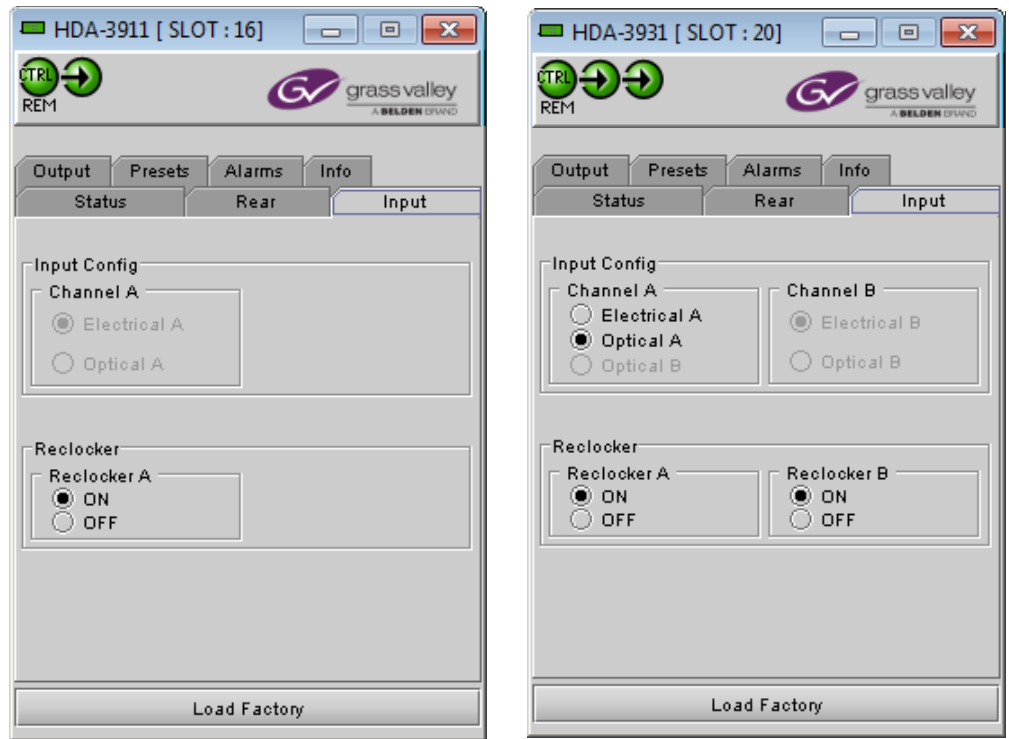 HDA-3911 [ SLOT : 16]
CTRL
REM
grass valley
A BELDEN BRAND
Output Presets Alarms Info
Status Rear Input
Input Config
Channel A
Electrical A
Optical A
Reclocker
Reclocker A
ON
OFF
Load Factory
HDA-3931 [ SLOT : 20]
CTRL
REM
grass valley
A BELDEN BRAND
Output Presets Alarms Info
Status Rear Input
Input Config
Channel A Channel B
Electrical A Electrical B
Optical A Optical B
Optical B
Reclocker
Reclocker A Reclocker B
ON ON
OFF OFF
Load Factory